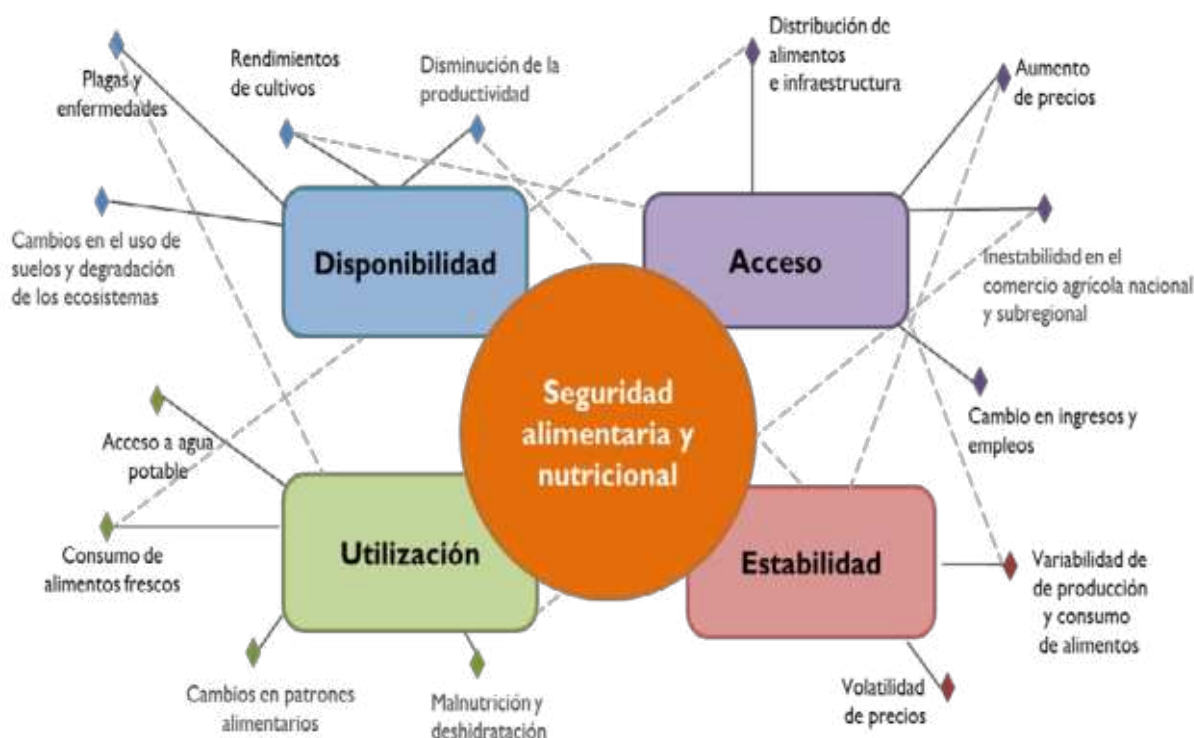 Plagas y
enfermedades
Rendimientos
de cultivos
Disminución de la
productividad
Distribución de
alimentos
e infraestructura
Aumento
de precios
Cambios en el uso de
suelos y degradación
de los ecosistemas
Disponibilidad
Acceso
Inestabilidad en el
comercio agrícola nacional
y subregional
Seguridad
alimentaria y
nutricional
Cambio en ingresos y
empleos
Acceso a agua
potable
Consumo de
alimentos frescos
Utilización
Estabilidad
Variabilidad de
de producción
y consumo
de alimentos
Cambios en patrones
alimentarios
Malnutrición y
deshidratación
Volatilidad
de precios